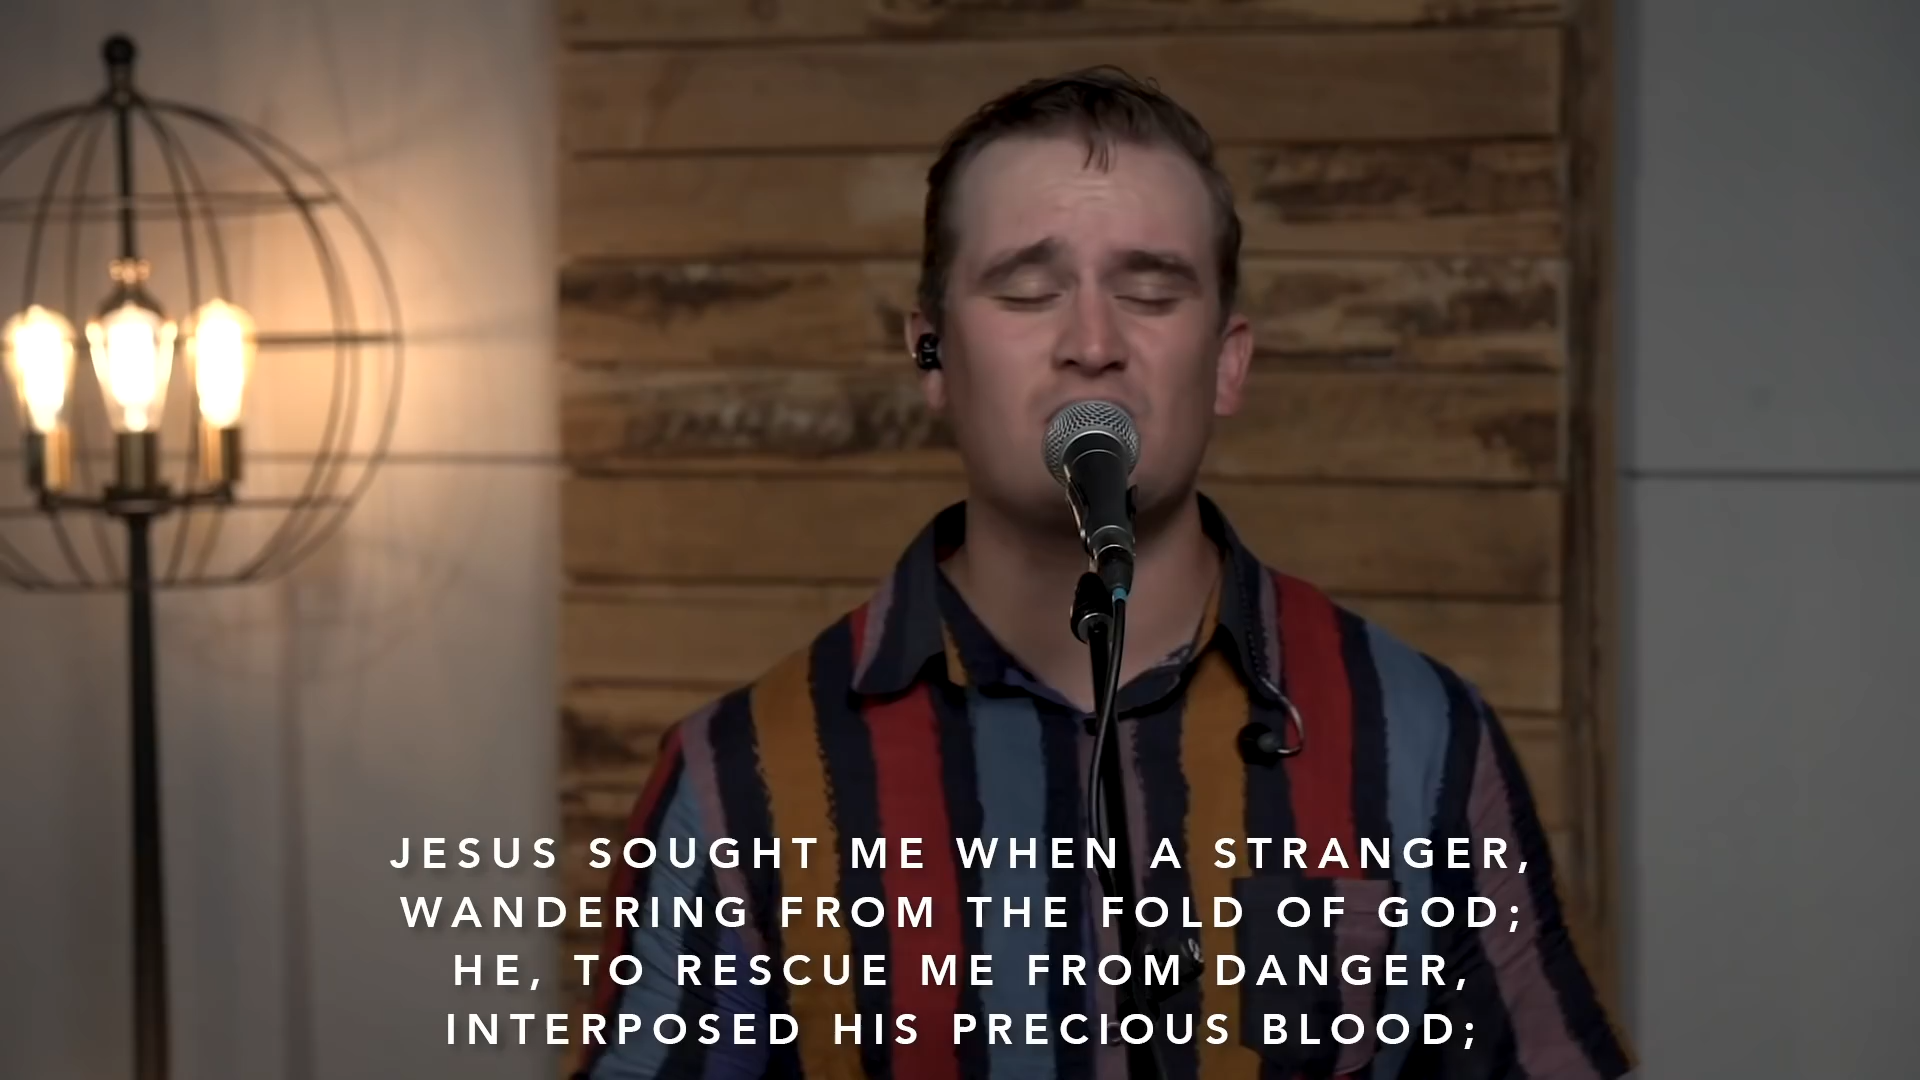 JESUS SOUGHT ME WHEN A STRANGER,
WANDERING FROM THE FOLD OF GOD;
HE, TO RESCUE ME FROM DANGER,
INTERPOSED HIS PRECIOUS BLOOD;